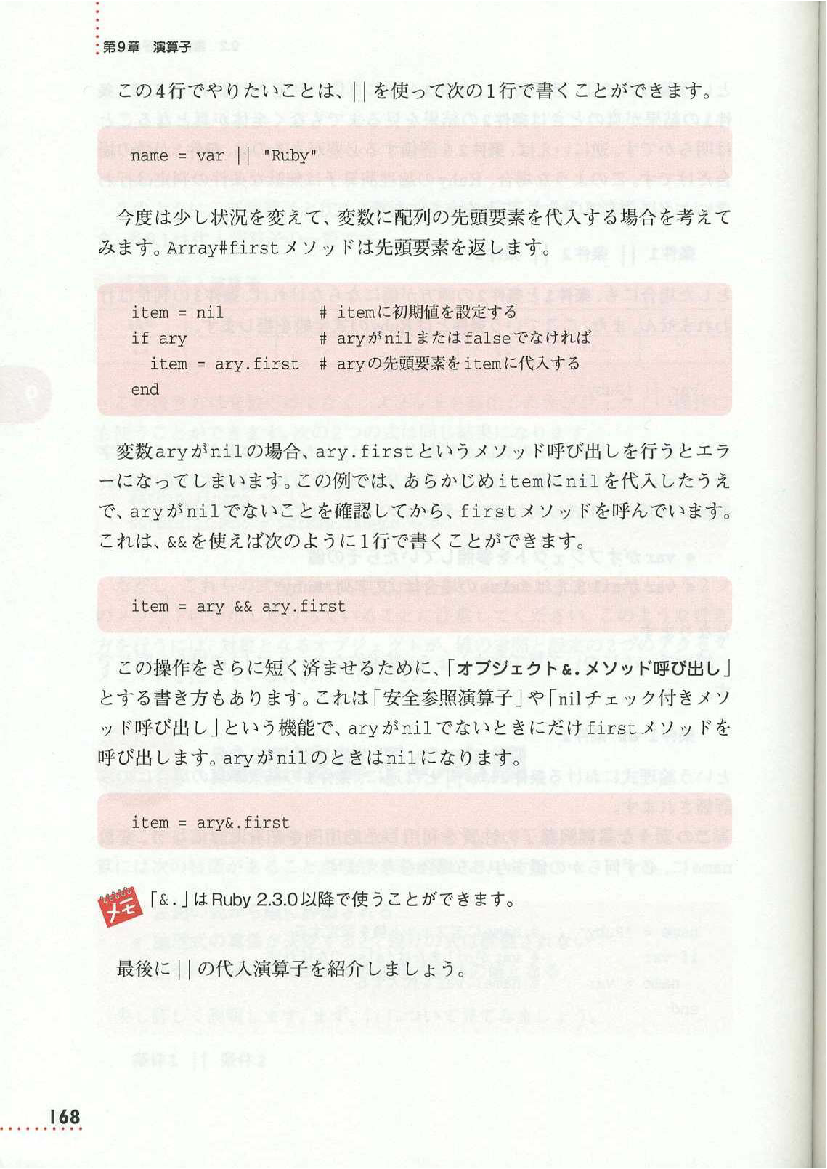 第9章 演算子
この4行でやりたいことは、||を使って次の1行で書くことができます。
name = var || "Ruby"
今度は少し状況を変えて、変数に配列の先頭要素を代入する場合を考えて
みます。Array#firstメソッドは先頭要素を返します。
item = nil # itemに初期値を設定する
if ary # aryがnilまたはfalseでなければ
item = ary.first # aryの先頭要素をitemに代入する
end
変数aryがnilの場合、ary.firstというメソッド呼び出しを行うとエラ
ーになってしまいます。この例では、あらかじめitemにnilを代入したうえ
で、aryがnilでないことを確認してから、firstメソッドを呼んでいます。
これは、&&を使えば次のように1行で書くことができます。
item = ary && ary.first
この操作をさらに短く済ませるために、「オブジェクト&.メソッド呼び出し」
とする書き方もあります。これは「安全参照演算子」や「nilチェック付きメソ
ッド呼び出し」という機能で、aryがnilでないときにだけfirstメソッドを
呼び出します。aryがnilのときはnilになります。
item = ary&.first
メモ 「&.」はRuby 2.3.0以降で使うことができます。
最後に||の代入演算子を紹介しましょう。
168